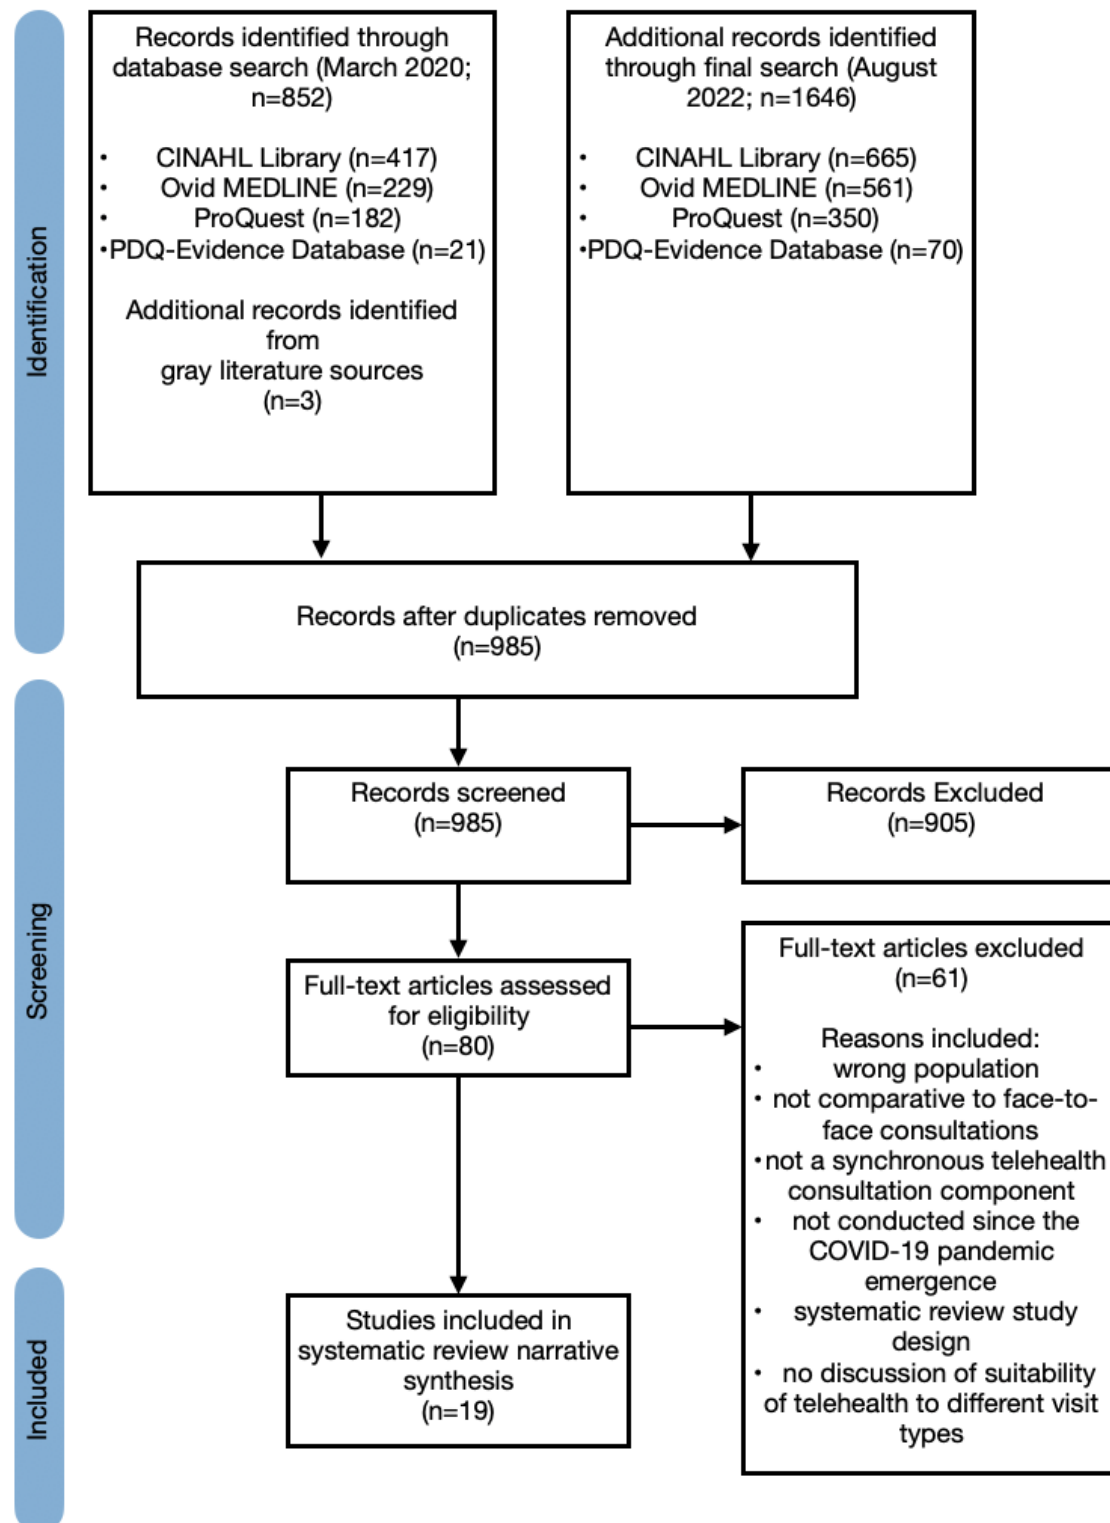 Identification
Records identified through
database search (March 2020;
n=852)
• CINAHL Library (n=417)
• Ovid MEDLINE (n=229)
• ProQuest (n=182)
•PDQ-Evidence Database (n=21)
Additional records identified
from
gray literature sources
(n=3)
Additional records identified
through final search (August
2022; n=1646)
• CINAHL Library (n=665)
• Ovid MEDLINE (n=561)
• ProQuest (n=350)
•PDQ-Evidence Database (n=70)
Records after duplicates removed
(n=985)
Screening
Records screened
(n=985)
Records Excluded
(n=905)
Full-text articles assessed
for eligibility
(n=80)
Full-text articles excluded
(n=61)
Reasons included:
• wrong population
• not comparative to face-to-
face consultations
•not a synchronous telehealth
consultation component
• not conducted since the
COVID-19 pandemic
emergence
• systematic review study
design
• no discussion of suitability
of telehealth to different visit
types
Included
Studies included in
systematic review narrative
synthesis
(n=19)